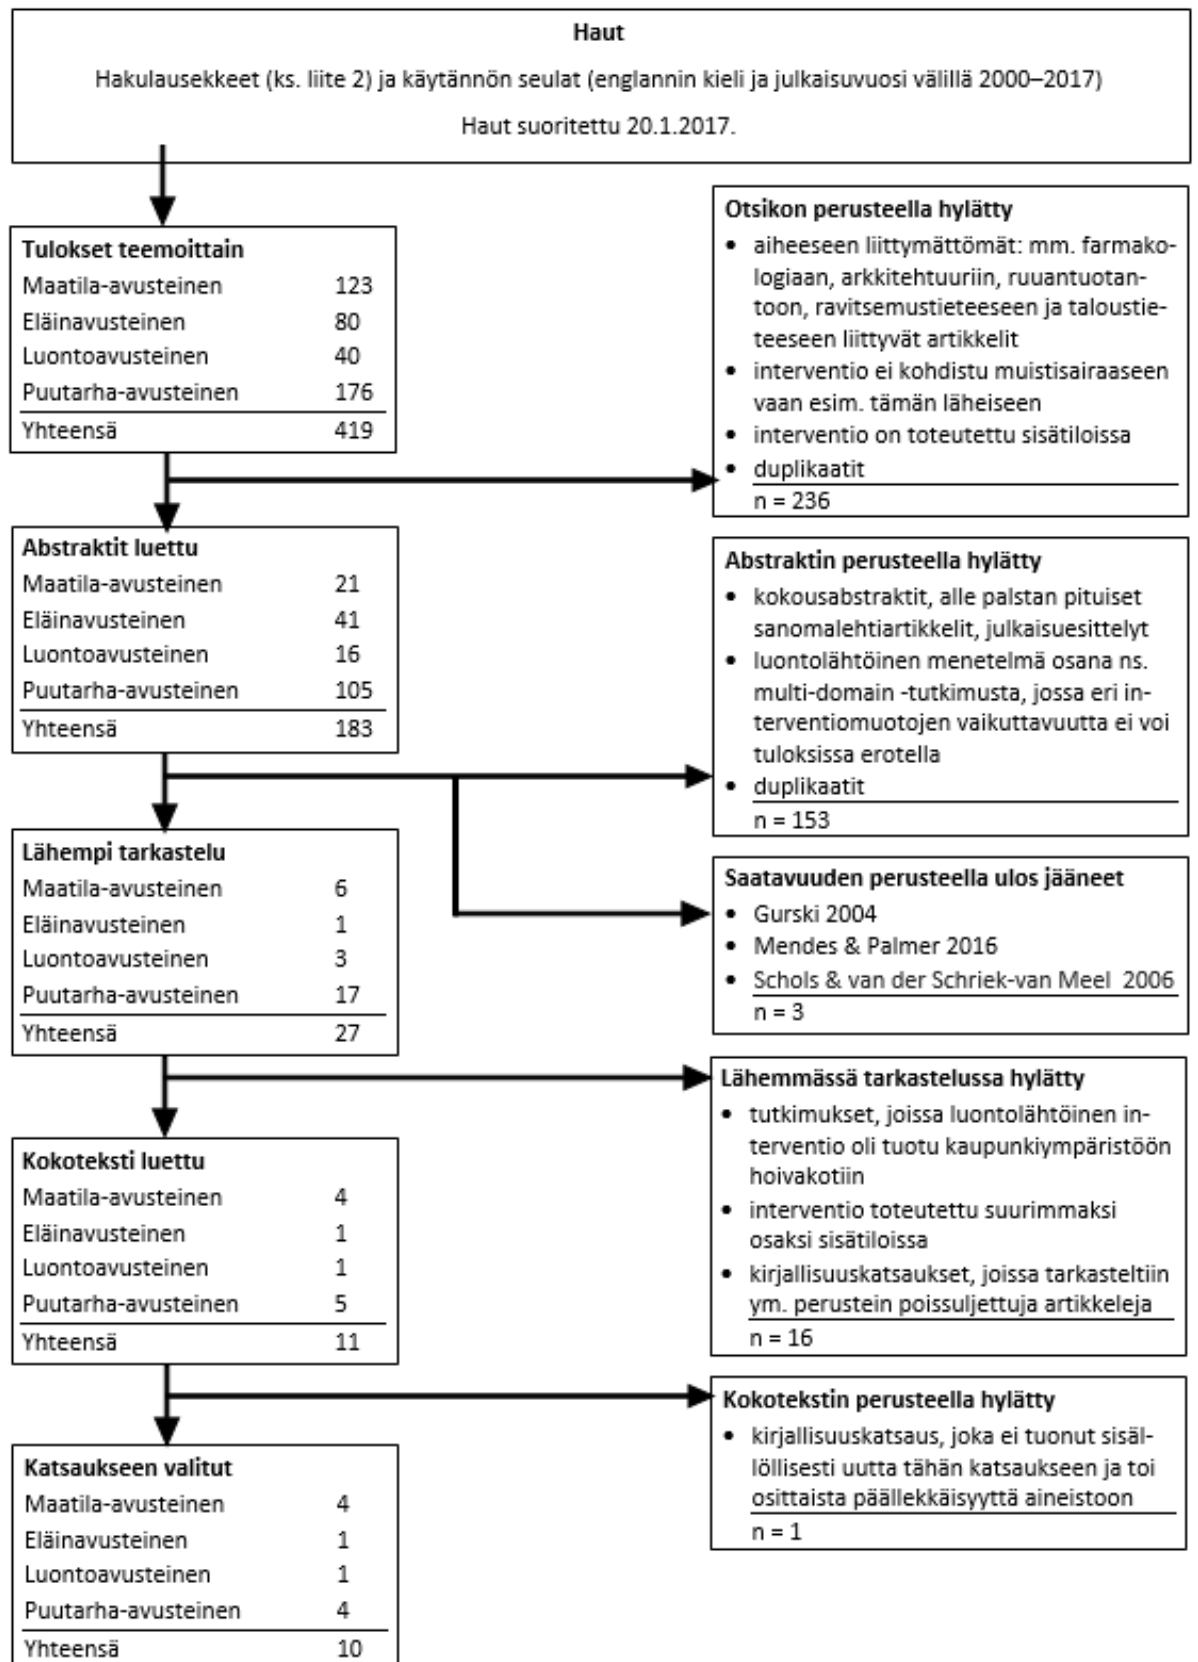 Haut
Hakulausekkeet (ks. liite 2) ja käytännön seulat (englannin kieli ja julkaisuvuosi välillä 2000–2017)
Haut suoritettu 20.1.2017.
Tulokset teemoittain
Maatila-avusteinen 123
Eläinavusteinen 80
Luontoavusteinen 40
Puutarha-avusteinen 176
Yhteensä 419
Otsikon perusteella hylätty
• aiheeseen liittymättömät: mm. farmako-
logiaan, arkkitehtuuriin, ruuantuotan-
toon, ravitsemustieteeseen ja taloustie-
teeseen liittyvät artikkelit
• interventio ei kohdistu muistisairaaseen
vaan esim. tämän läheiseen
• interventio on toteutettu sisätiloissa
• duplikaatit
n = 236
Abstraktit luettu
Maatila-avusteinen 21
Eläinavusteinen 41
Luontoavusteinen 16
Puutarha-avusteinen 105
Yhteensä 183
Abstraktin perusteella hylätty
• kokousabstraktit, alle palstan pituiset
sanomalehtiartikkelit, julkaisuesittelyt
• luontolähtöinen menetelmä osana ns.
multi-domain -tutkimusta, jossa eri in-
terventiomuotojen vaikuttavuutta ei voi
tuloksissa erotella
• duplikaatit
n = 153
Lähempi tarkastelu
Maatila-avusteinen 6
Eläinavusteinen 1
Luontoavusteinen 3
Puutarha-avusteinen 17
Yhteensä 27
Saatavuuden perusteella ulos jääneet
• Gurski 2004
• Mendes & Palmer 2016
• Schols & van der Schriek-van Meel 2006
n = 3
Lähemmässä tarkastelussa hylätty
• tutkimukset, joissa luontolähtöinen in-
terventio oli tuotu kaupunkiympäristöön
hoivakotiin
• interventio toteutettu suurimmaksi
osaksi sisätiloissa
• kirjallisuuskatsaukset, joissa tarkasteltiin
ym. perustein poissuljettuja artikkeleja
n = 16
Kokoteksti luettu
Maatila-avusteinen 4
Eläinavusteinen 1
Luontoavusteinen 1
Puutarha-avusteinen 5
Yhteensä 11
Kokotekstin perusteella hylätty
• kirjallisuuskatsaus, joka ei tuonut sisäl-
löllisesti uutta tähän katsaukseen ja toi
osittaista päällekkäisyyttä aineistoon
n = 1
Katsaukseen valitut
Maatila-avusteinen 4
Eläinavusteinen 1
Luontoavusteinen 1
Puutarha-avusteinen 4
Yhteensä 10